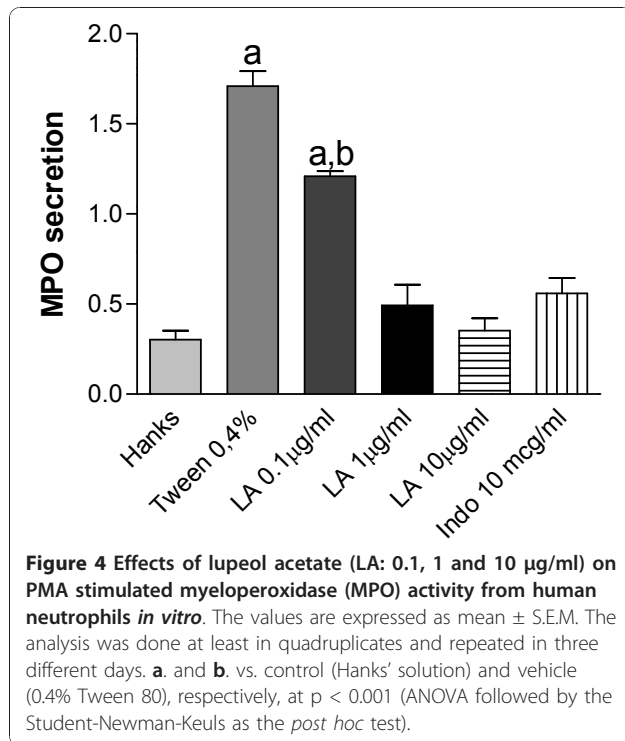 2.0
1.5
1.0
0.5
0.0
MPO secretion
a
a,b
Hanks
Tween 0,4%
LA 0.1µg/ml
LA 1µg/ml
LA 10µg/ml
Indo 10 mcg/ml
Figure 4 Effects of lupeol acetate (LA: 0.1, 1 and 10 μg/ml) on
PMA stimulated myeloperoxidase (MPO) activity from human
neutrophils in vitro. The values are expressed as mean ± S.E.M. The
analysis was done at least in quadruplicates and repeated in three
different days. a. and b. vs. control (Hanks' solution) and vehicle
(0.4% Tween 80), respectively, at p < 0.001 (ANOVA followed by the
Student-Newman-Keuls as the post hoc test).